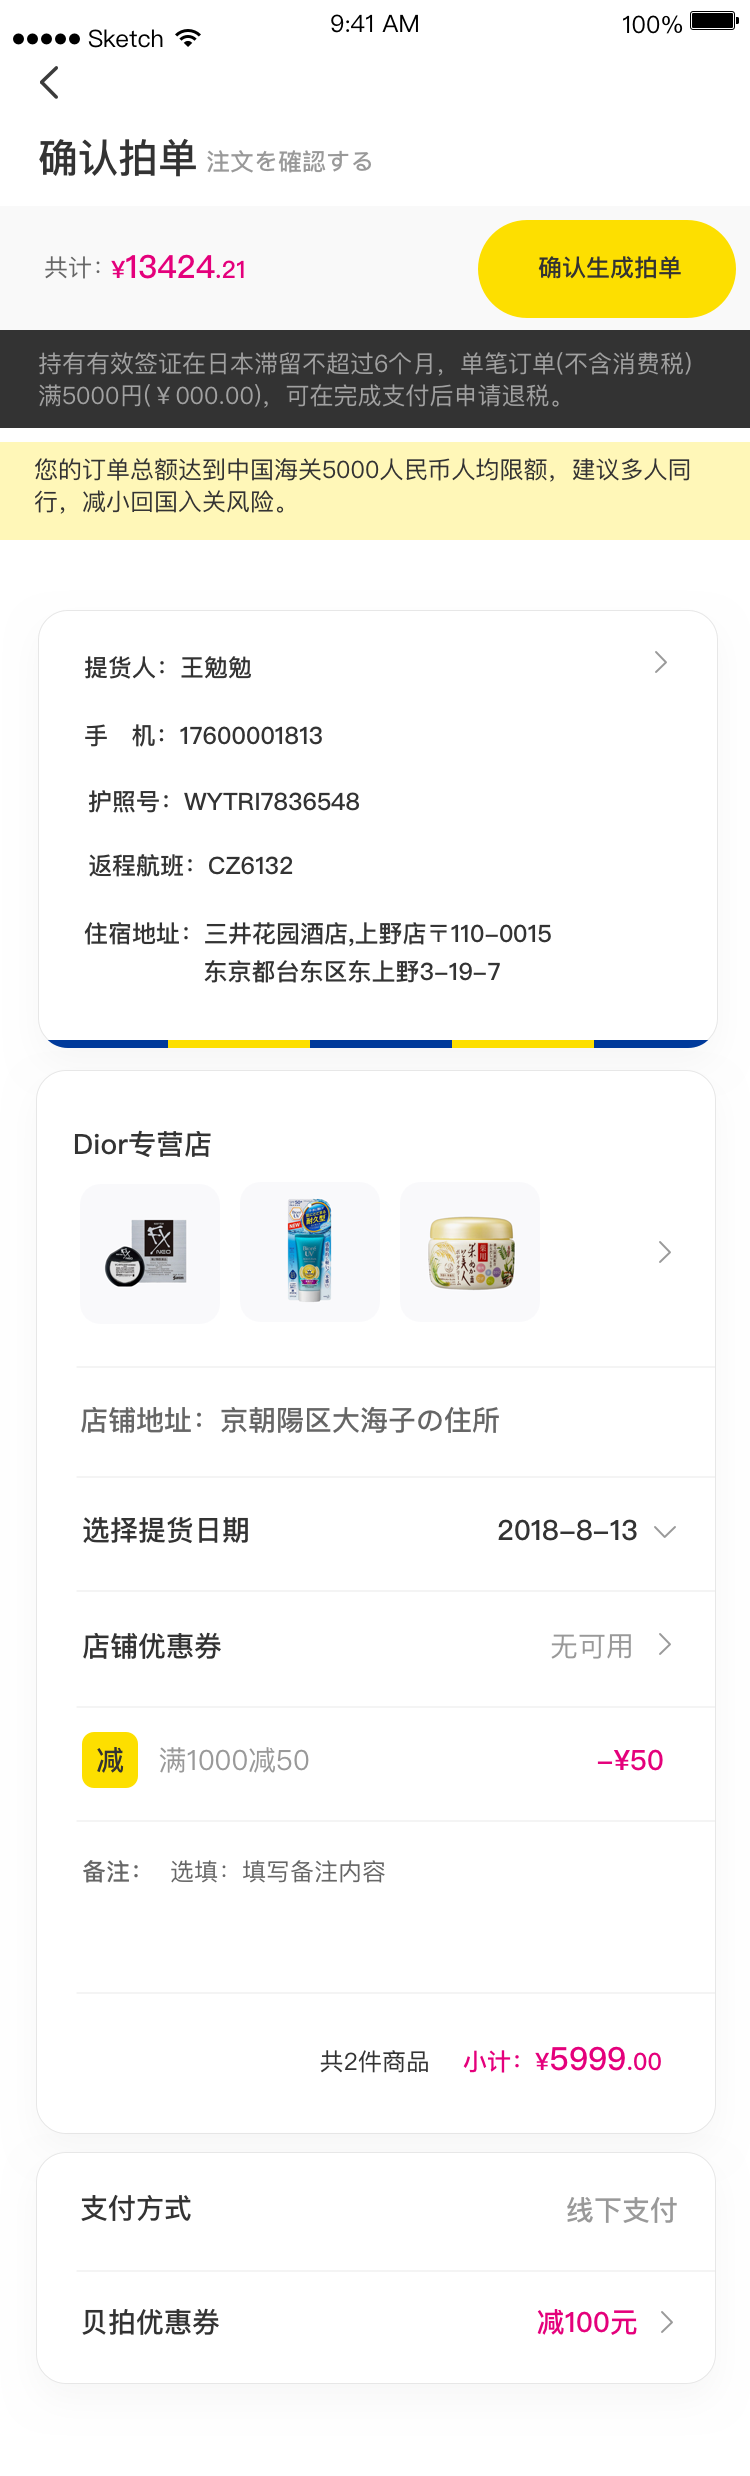 Sketch 9:41 AM 100%
确认拍单 注文を確認する
共计：¥13424.21 确认生成拍单
持有有效签证在日本滞留不超过6个月，单笔订单(不含消费税)
满5000円(￥000.00)，可在完成支付后申请退税。
您的订单总额达到中国海关5000人民币人均限额，建议多人同
行，减小回国入关风险。
提货人：王勉勉
手 机：17600001813
护照号：WYTRI7836548
返程航班：CZ6132
住宿地址：三井花园酒店,上野店〒110-0015
东京都台东区东上野3-19-7
Dior专营店
店铺地址：京朝陽区大海子の住所
选择提货日期 2018-8-13
店铺优惠券 无可用
减 满1000减50 -¥50
备注： 选填：填写备注内容
共2件商品 小计：¥5999.00
支付方式 线下支付
贝拍优惠券 减100元